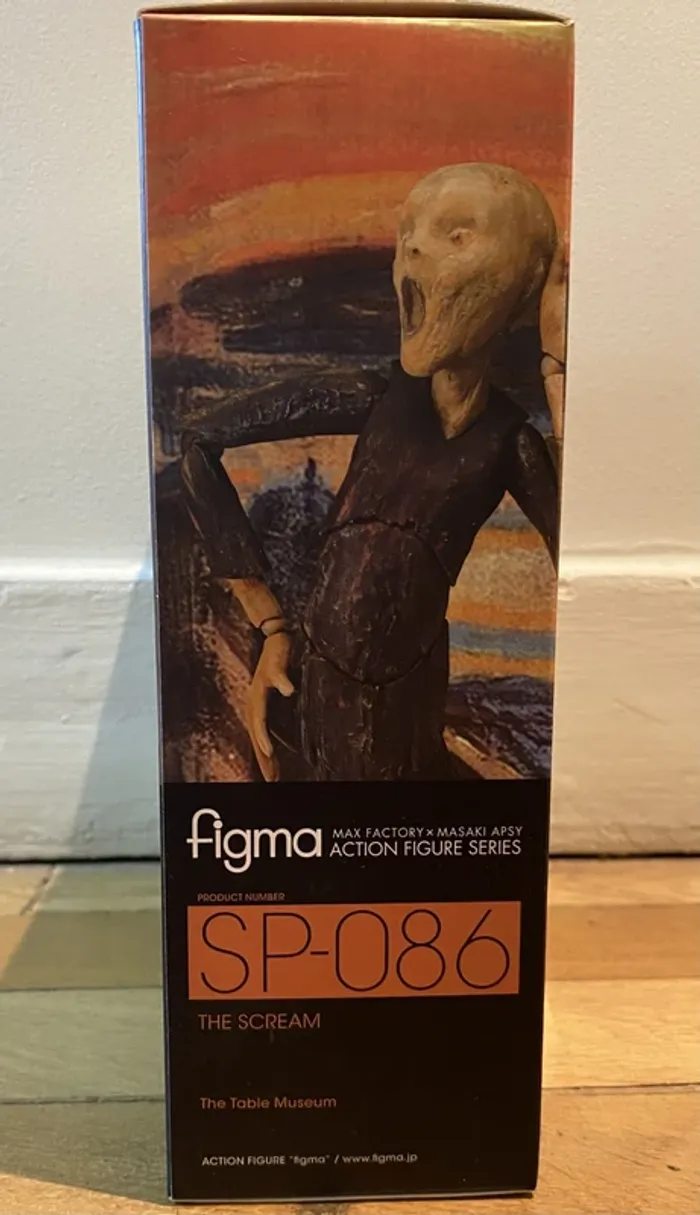 figma MAX FACTORY × MASAKI APSY
ACTION FIGURE SERIES
PRODUCT NUMBER
SP-086
THE SCREAM
The Table Museum
ACTION FIGURE "figma" / www.figma.jp